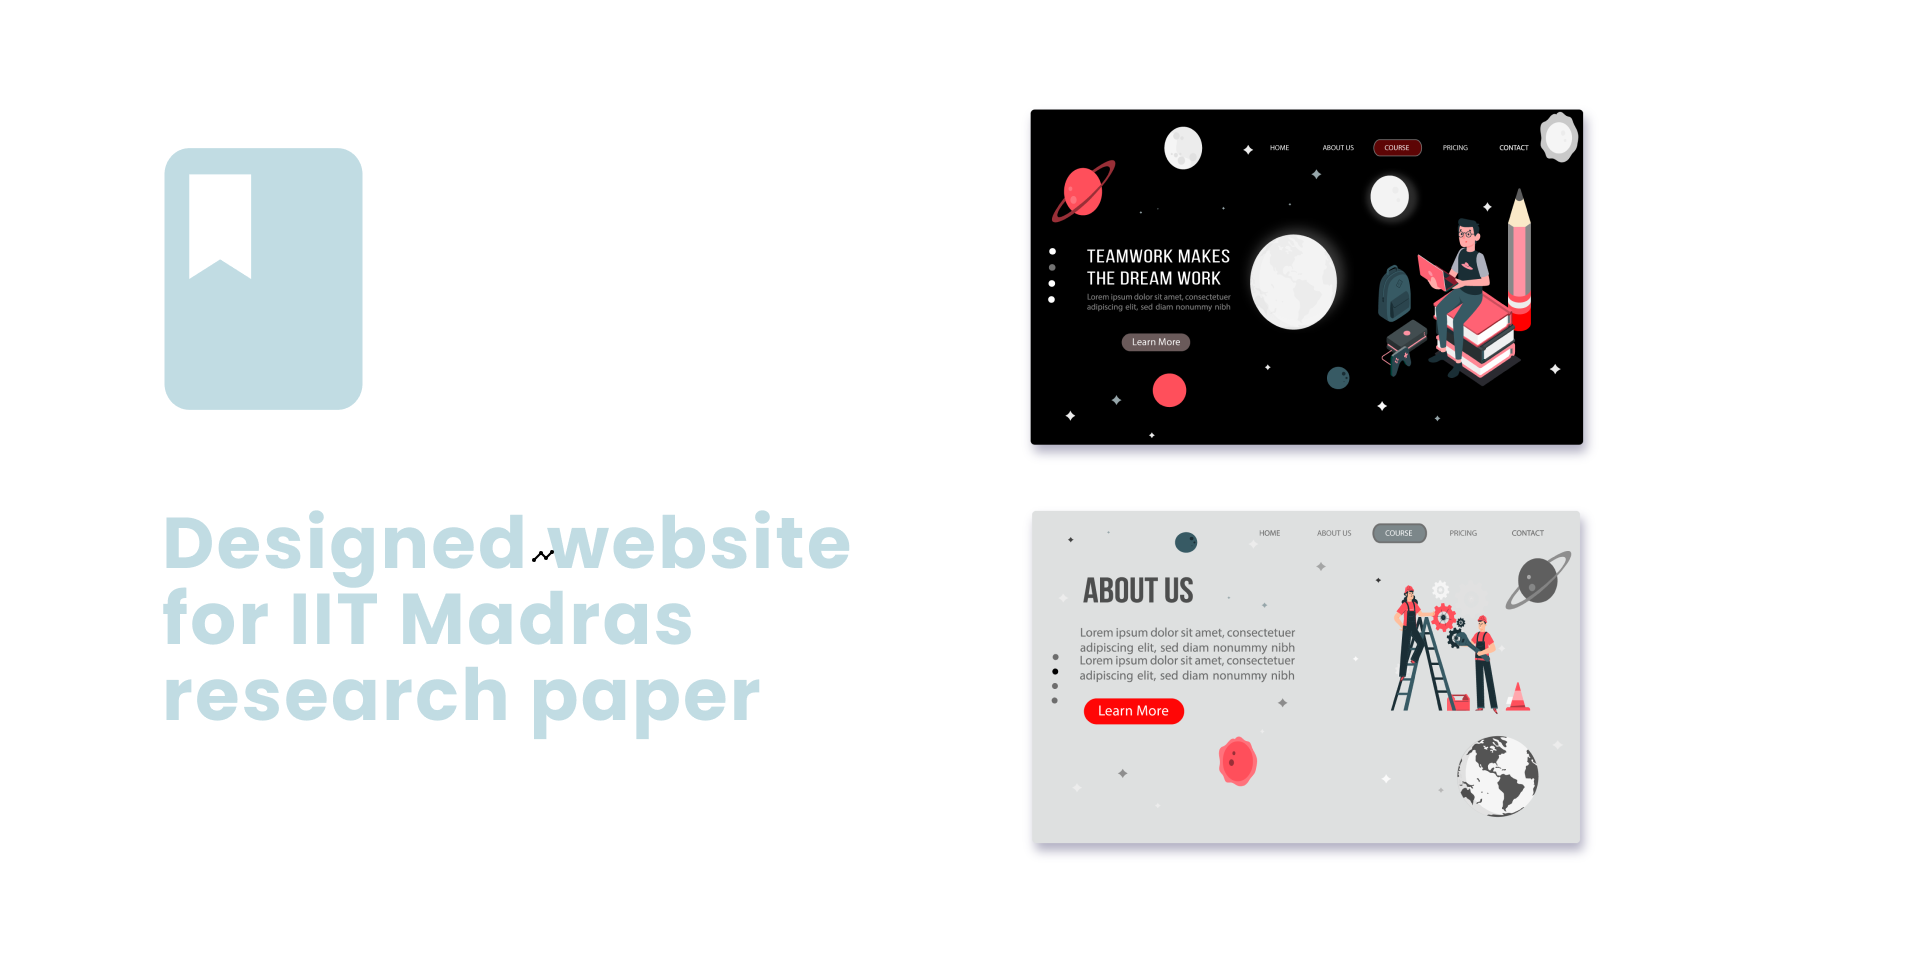 Designed website
for IIT Madras
research paper
HOME ABOUT US COURSE PRICING CONTACT
TEAMWORK MAKES
THE DREAM WORK
Lorem ipsum dolor sit amet, consectetuer
adipiscing elit, sed diam nonummy nibh
Learn More
HOME ABOUT US COURSE PRICING CONTACT
ABOUT US
Lorem ipsum dolor sit amet, consectetuer
adipiscing elit, sed diam nonummy nibh
Lorem ipsum dolor sit amet, consectetuer
adipiscing elit, sed diam nonummy nibh
Learn More